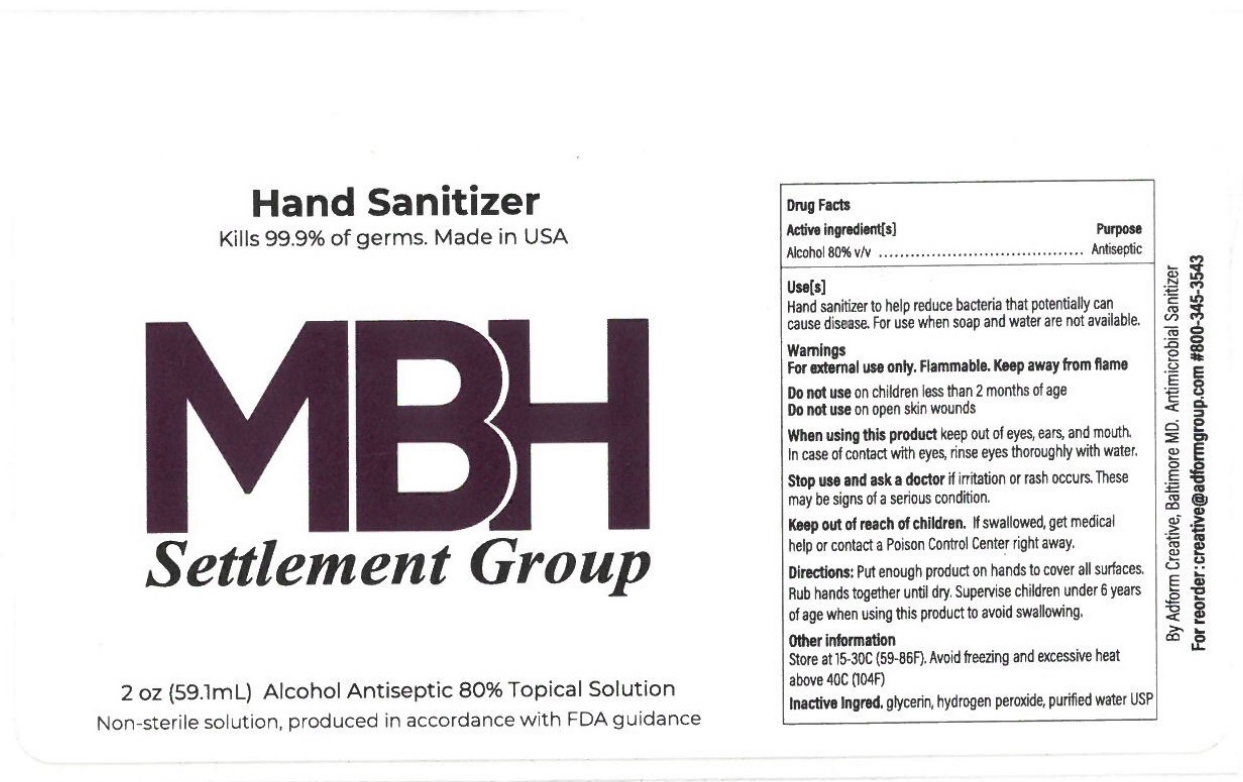 Hand Sanitizer
Kills 99.9% of germs. Made in USA
MBH
Settlement Group
2 oz (59.1mL) Alcohol Antiseptic 80% Topical Solution
Non-sterile solution, produced in accordance with FDA guidance
Drug Facts
Active ingredient[s] Purpose
Alcohol 80% v/v ....................................... Antiseptic
Use[s]
Hand sanitizer to help reduce bacteria that potentially can
cause disease. For use when soap and water are not available.
Warnings
For external use only. Flammable. Keep away from flame
Do not use on children less than 2 months of age
Do not use on open skin wounds
When using this product keep out of eyes, ears, and mouth.
In case of contact with eyes, rinse eyes thoroughly with water.
Stop use and ask a doctor if irritation or rash occurs. These
may be signs of a serious condition.
Keep out of reach of children. If swallowed, get medical
help or contact a Poison Control Center right away.
Directions: Put enough product on hands to cover all surfaces.
Rub hands together until dry. Supervise children under 6 years
of age when using this product to avoid swallowing.
Other information
Store at 15-30C (59-86F). Avoid freezing and excessive heat
above 40C (104F)
Inactive Ingred. glycerin, hydrogen peroxide, purified water USP
By Adform Creative, Baltimore MD. Antimicrobial Sanitizer
For reorder: creative@adformgroup.com #800-345-3543